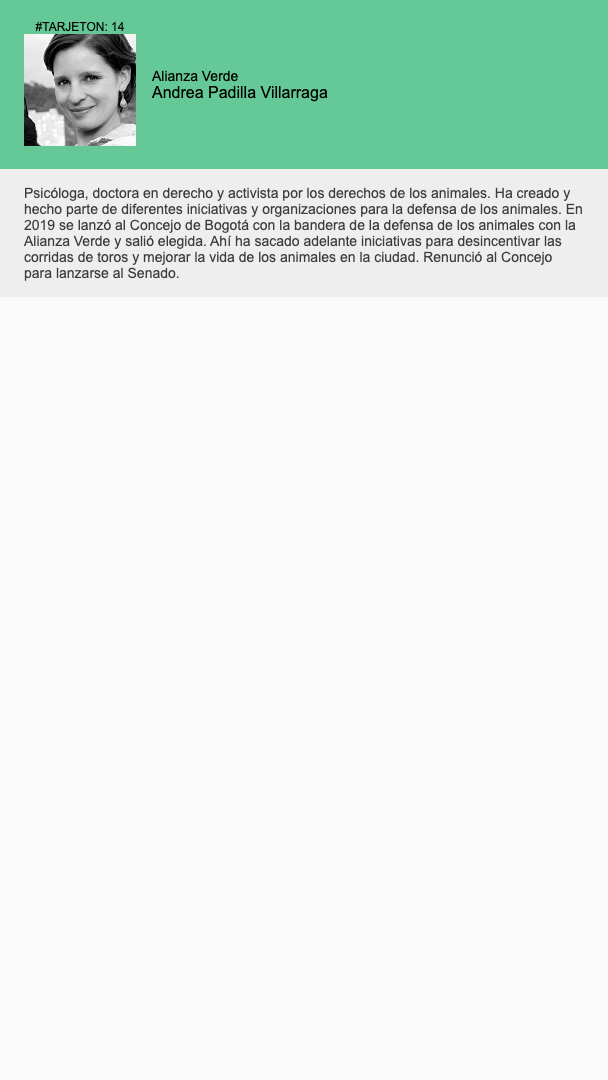 #TARJETON: 14
Alianza Verde
Andrea Padilla Villarraga
Psicóloga, doctora en derecho y activista por los derechos de los animales. Ha creado y
hecho parte de diferentes iniciativas y organizaciones para la defensa de los animales. En
2019 se lanzó al Concejo de Bogotá con la bandera de la defensa de los animales con la
Alianza Verde y salió elegida. Ahí ha sacado adelante iniciativas para desincentivar las
corridas de toros y mejorar la vida de los animales en la ciudad. Renunció al Concejo
para lanzarse al Senado.